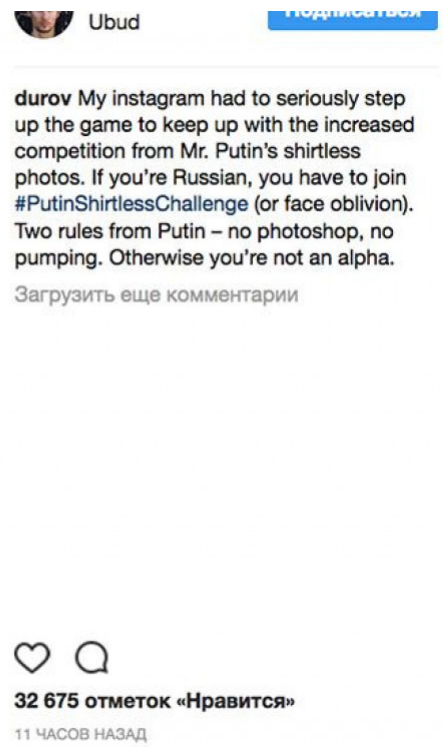 Подписаться
Ubud
durov My instagram had to seriously step
up the game to keep up with the increased
competition from Mr. Putin's shirtless
photos. If you're Russian, you have to join
#PutinShirtlessChallenge (or face oblivion).
Two rules from Putin – no photoshop, no
pumping. Otherwise you're not an alpha.
Загрузить еще комментарии
32 675 отметок «Нравится»
11 ЧАСОВ НАЗАД